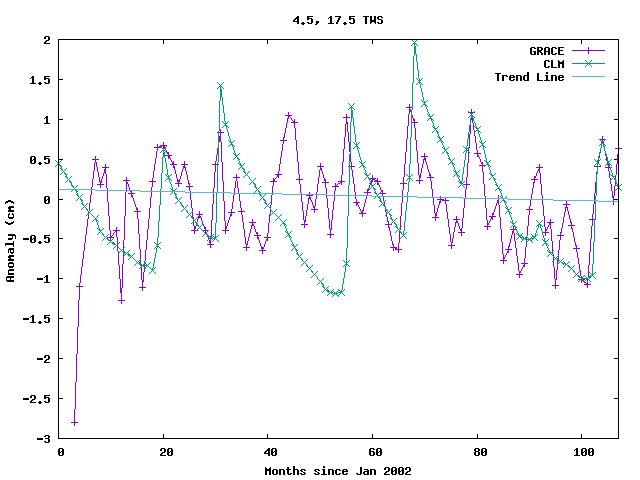 4.5, 17.5 TWS
GRACE
CLM
Trend Line
2
1.5
1
0.5
0
-0.5
-1
-1.5
-2
-2.5
-3
Anomaly (cm)
0 20 40 60 80 100
Months since Jan 2002